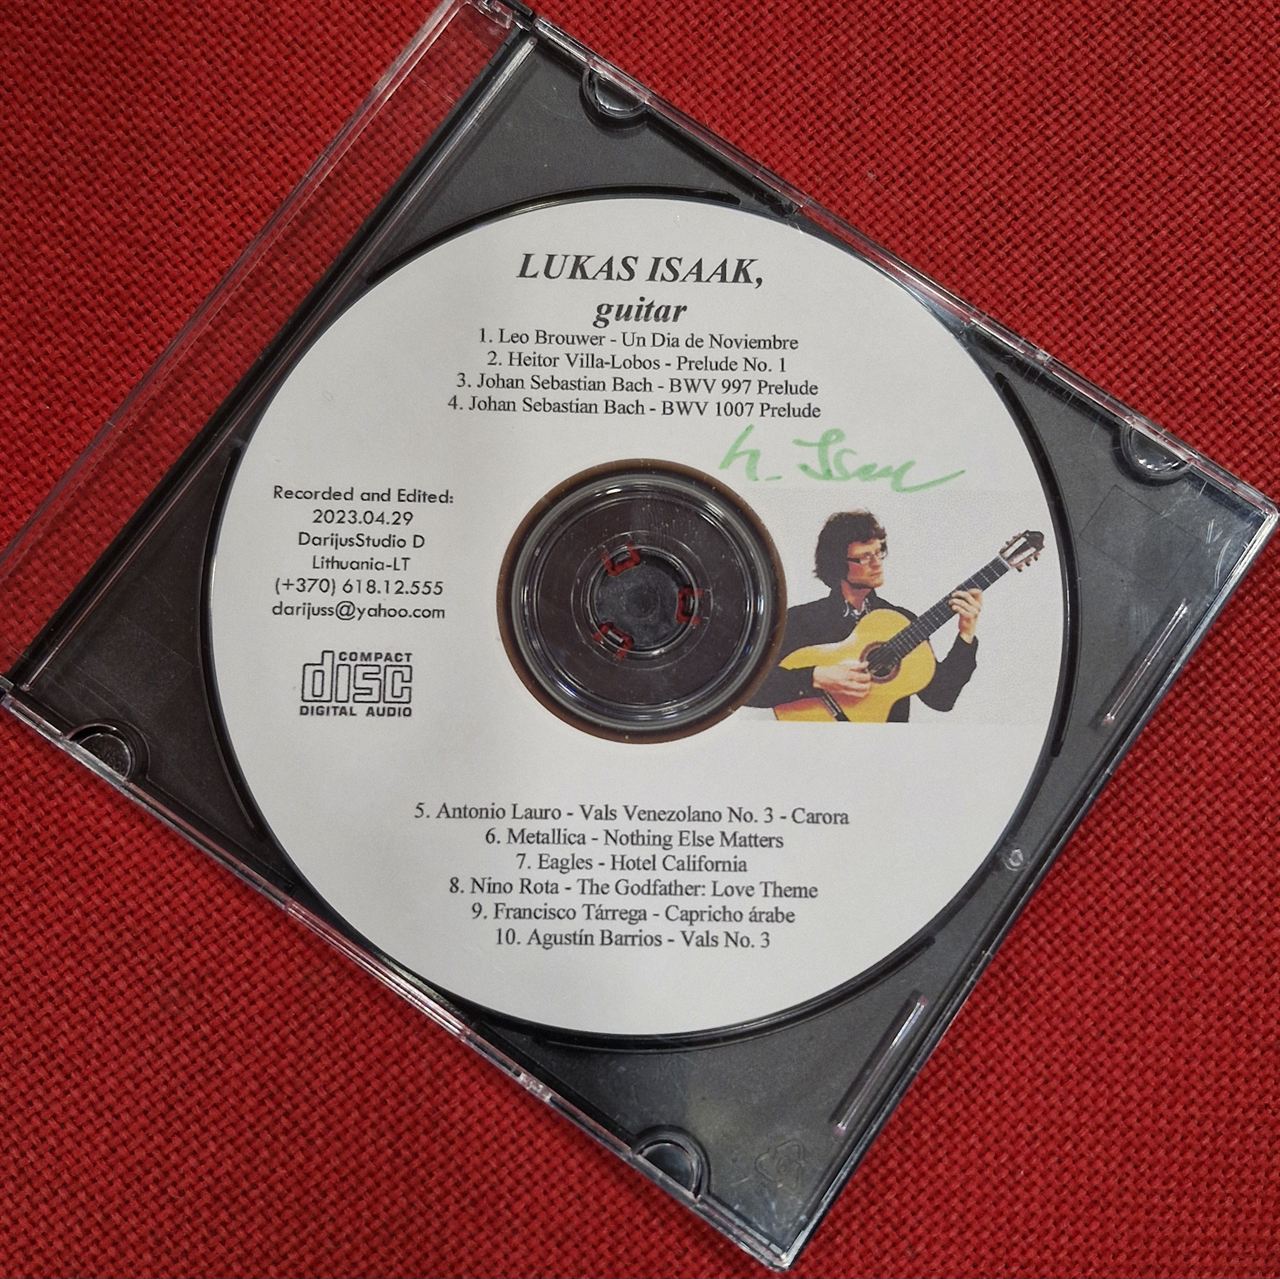 LUKAS ISAAK,
guitar
1. Leo Brouwer - Un Dia de Noviembre
2. Heitor Villa-Lobos - Prelude No. 1
3. Johan Sebastian Bach - BWV 997 Prelude
4. Johan Sebastian Bach - BWV 1007 Prelude
Recorded and Edited:
2023.04.29
DarijusStudio D
Lithuania-LT
(+370) 618.12.555
darijuss@yahoo.com
COMPACT
disc
DIGITAL AUDIO
5. Antonio Lauro - Vals Venezolano No. 3 - Carora
6. Metallica - Nothing Else Matters
7. Eagles - Hotel California
8. Nino Rota - The Godfather: Love Theme
9. Francisco Tárrega - Capricho árabe
10. Agustín Barrios - Vals No. 3